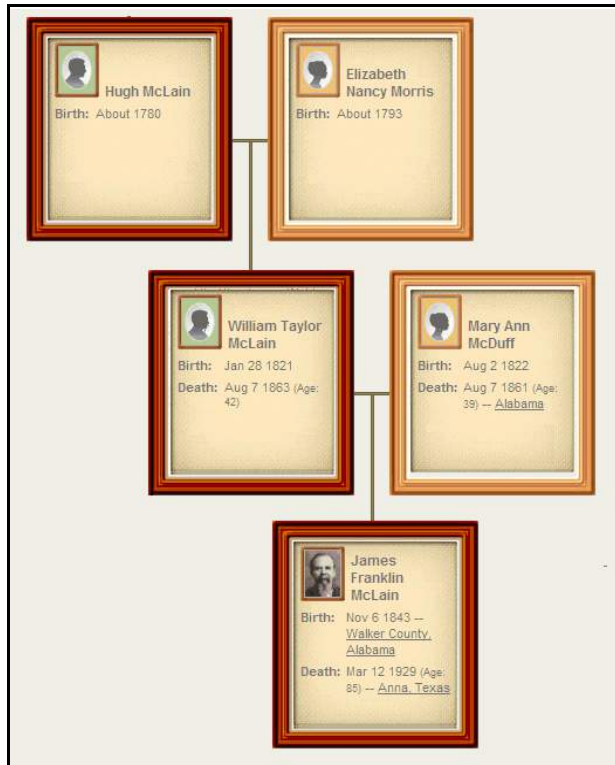 Hugh McLain
Birth: About 1780
Elizabeth
Nancy Morris
Birth: About 1793
William Taylor
McLain
Birth: Jan 28 1821
Death: Aug 7 1863 (Age:
42)
Mary Ann
McDuff
Birth: Aug 2 1822
Death: Aug 7 1861 (Age:
39) -- Alabama
James
Franklin
McLain
Birth: Nov 6 1843 --
Walker County,
Alabama
Death: Mar 12 1929 (Age:
85) -- Anna, Texas